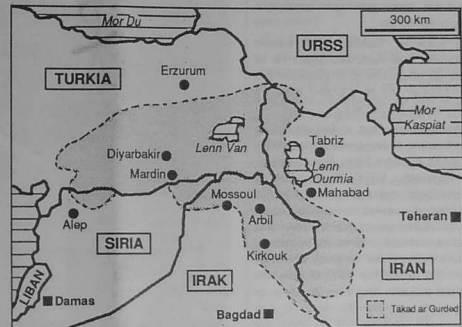 Mor Du
300 km
URSS
TURKIA
Erzurum
Mor
Kaspiat
Lenn Van
Tabriz
Diyarbakir
Lenn
Ourmia
Mardin
Mahabad
Mossoul
Arbil
Alep
Teheran
SIRIA
Kirkouk
IRAK
IRAN
LIBAN
Damas
Bagdad
Takad ar Gurded